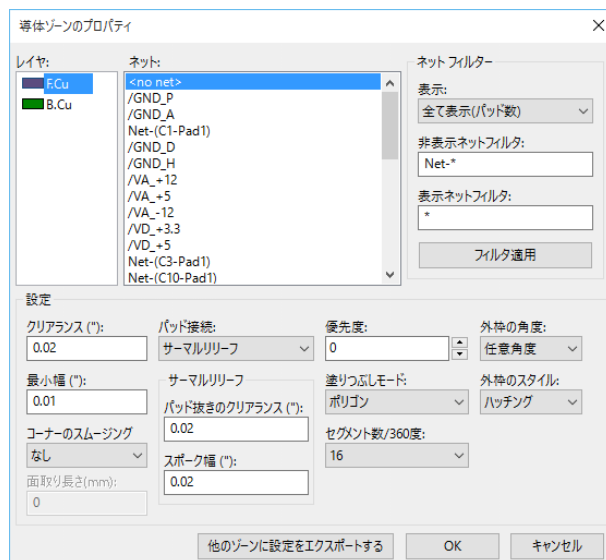 導体ゾーンのプロパティ
レイヤ:
F.Cu
B.Cu
ネット:
<no net>
/GND_P
/GND_A
Net-(C1-Pad1)
/GND_D
/GND_H
/VA_+12
/VA_+5
/VA_-12
/VD_+3.3
/VD_+5
Net-(C3-Pad1)
Net-(C10-Pad1)
ネット フィルター
表示:
全て表示(パッド数)
非表示ネットフィルタ:
Net-*
表示ネットフィルタ:
*
フィルタ適用
設定
クリアランス ("):
0.02
最小幅 ("):
0.01
コーナーのスムージング
なし
面取り長さ(mm):
0
パッド接続:
サーマルリリーフ
サーマルリリーフ
パッド抜きのクリアランス ("):
0.02
スポーク幅 ("):
0.02
優先度:
0
塗りつぶしモード:
ポリゴン
セグメント数/360度:
16
外枠の角度:
任意角度
外枠のスタイル:
ハッチング
他のゾーンに設定をエクスポートする
OK
キャンセル